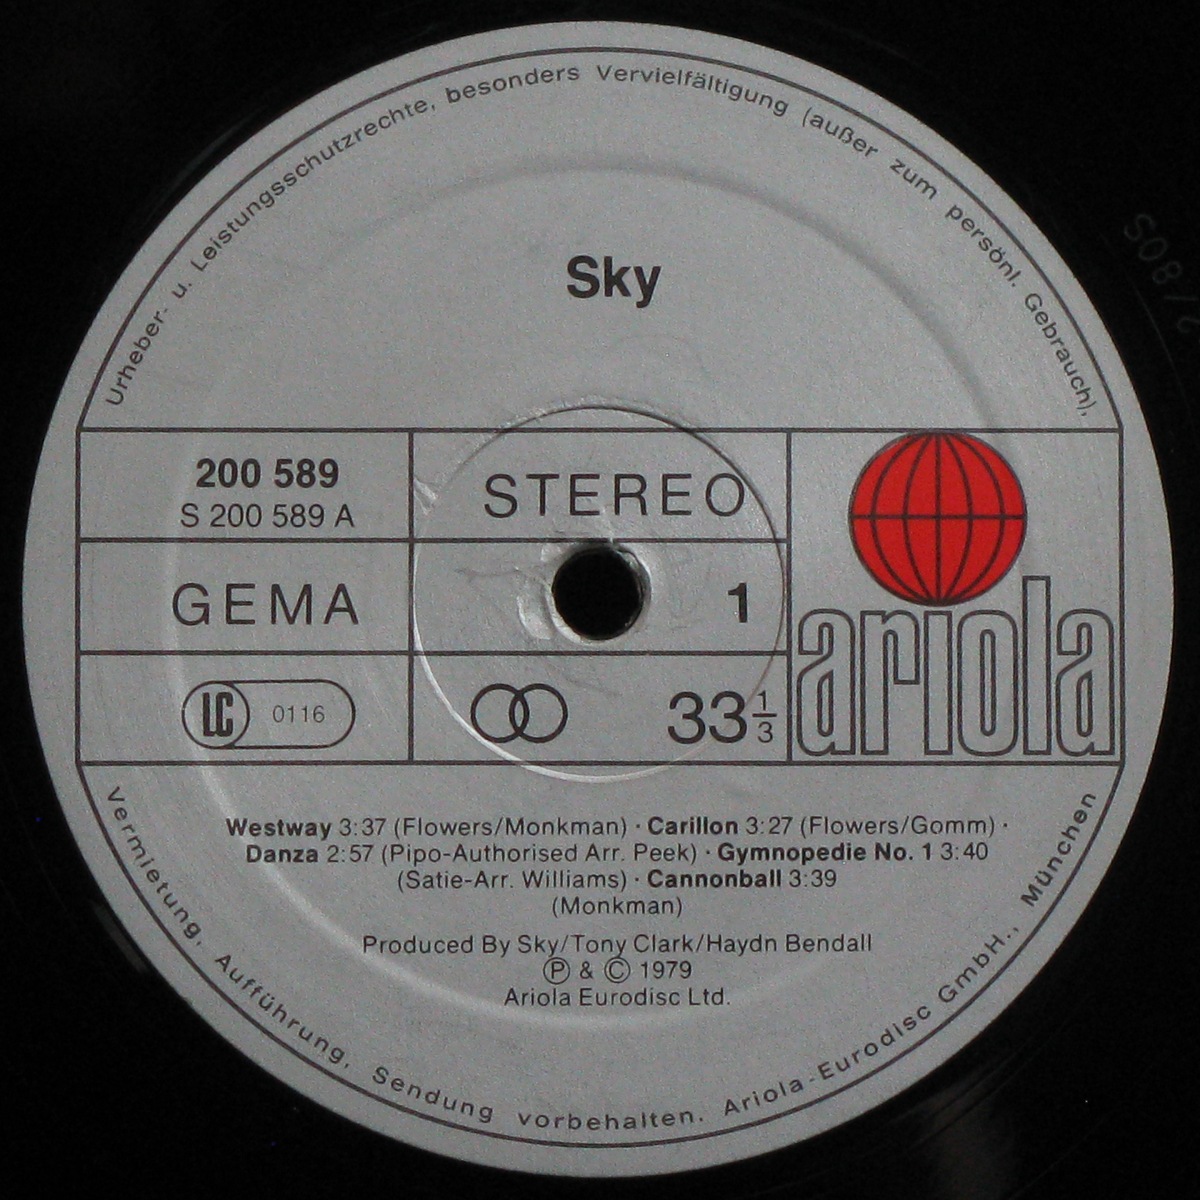 Urheber- u. Leistungsschutzrechte, besonders Vervielfältigung (außer zum persönl. Gebrauch),
Sky
200 589
S 200 589 A
STEREO
GEMA
1
ariola
LC 0116
33 1/3
Westway 3:37 (Flowers/Monkman) · Carillon 3:27 (Flowers/Gomm) ·
Danza 2:57 (Pipo-Authorised Arr. Peek) · Gymnopedie No. 1 3:40
(Satie-Arr. Williams) · Cannonball 3:39
(Monkman)
Produced By Sky/Tony Clark/Haydn Bendall
Ⓟ & © 1979
Ariola Eurodisc Ltd.
Vermietung, Aufführung, Sendung vorbehalten. Ariola-Eurodisc GmbH., München